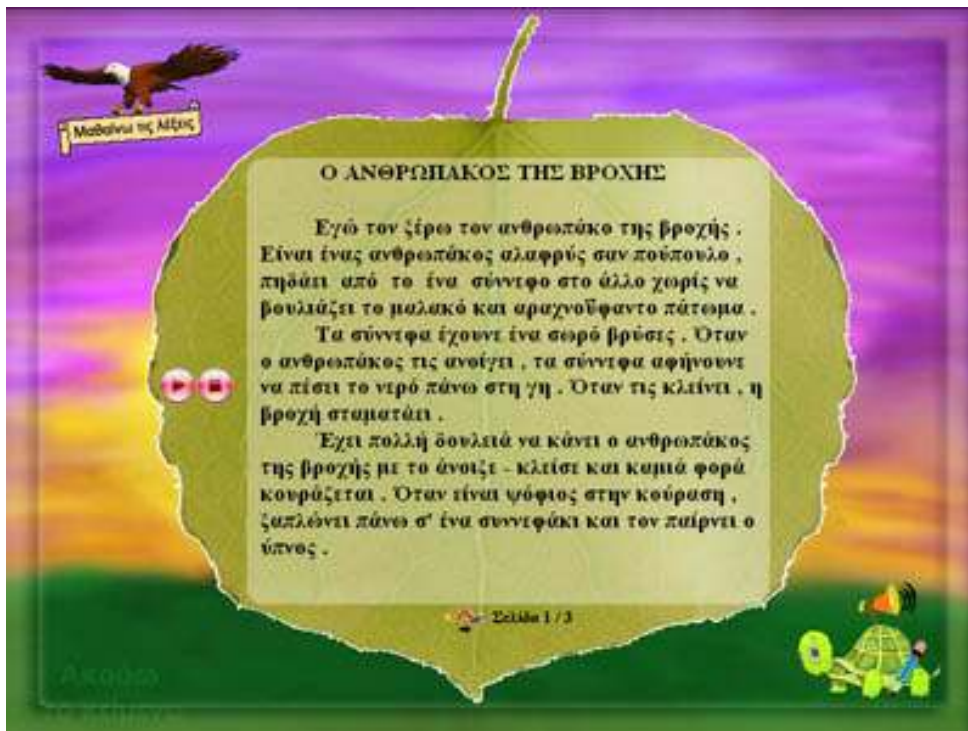 Μαθαίνω τις λέξεις
Ο ΑΝΘΡΩΠΑΚΟΣ ΤΗΣ ΒΡΟΧΗΣ
Εγώ τον ξέρω τον ανθρωπάκο της βροχής .
Είναι ένας ανθρωπάκος αλαφρύς σαν πούπουλο ,
πηδάει από το ένα σύννεφο στο άλλο χωρίς να
βουλιάζει το μαλακό και αραχνοΰφαντο πάτωμα .
Τα σύννεφα έχουνε ένα σωρό βρύσες . Όταν
ο ανθρωπάκος τις ανοίγει , τα σύννεφα αφήνουνε
να πέσει το νερό πάνω στη γη . Όταν τις κλείνει , η
βροχή σταματάει .
Έχει πολλή δουλειά να κάνει ο ανθρωπάκος
της βροχής με το άνοιξε - κλείσε και καμιά φορά
κουράζεται . Όταν είναι ψόφιος στην κούραση ,
ξαπλώνει πάνω σ' ένα συννεφάκι και τον παίρνει ο
ύπνος .
Σελίδα 1 / 3
Ακούω
το κείμενο